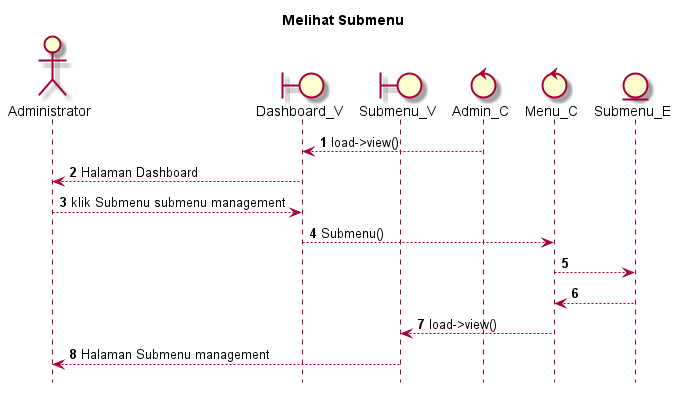 Melihat Submenu
Administrator
Dashboard_V
Submenu_V
Admin_C
Menu_C
Submenu_E
1 load->view()
2 Halaman Dashboard
3 klik Submenu submenu management
4 Submenu()
5
6
7 load->view()
8 Halaman Submenu management